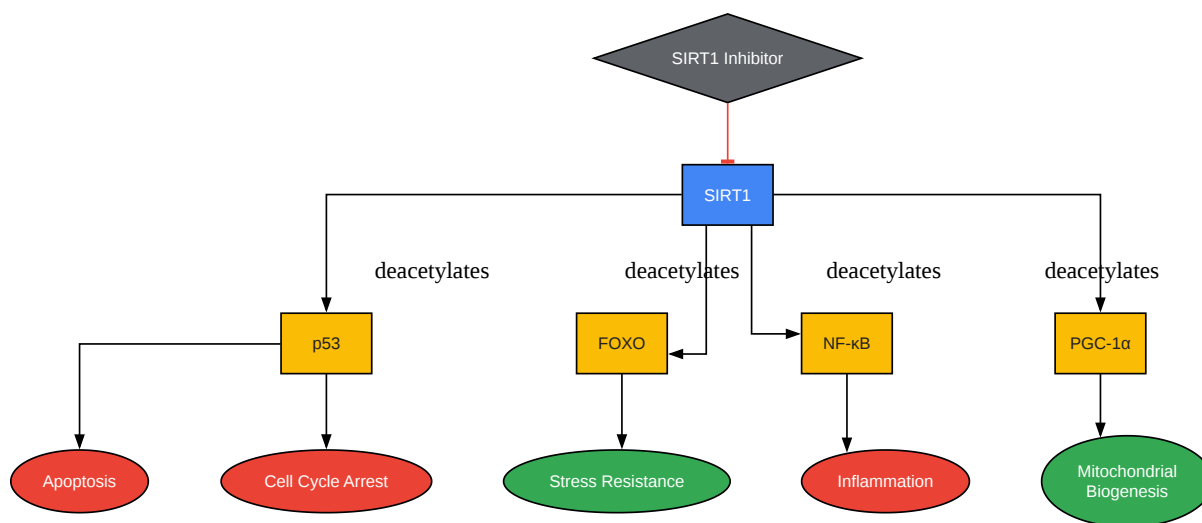 SIRT1 Inhibitor
SIRT1
deacetylates
deacetylates
deacetylates
deacetylates
p53
FOXO
NF-κB
PGC-1α
Apoptosis
Cell Cycle Arrest
Stress Resistance
Inflammation
Mitochondrial
Biogenesis